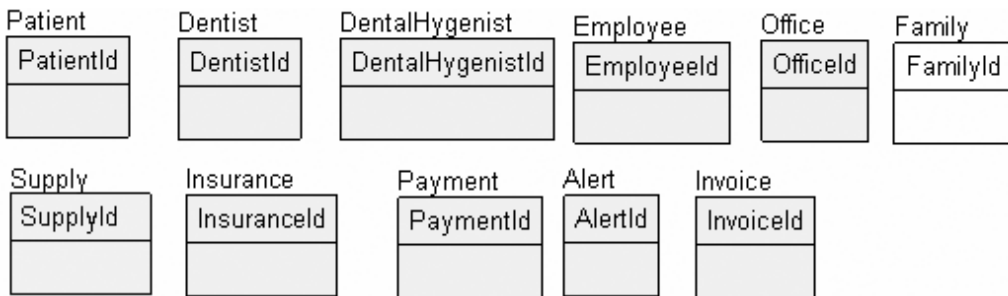 Patient Dentist DentalHygenist Employee Office Family
PatientId DentistId DentalHygenistId EmployeeId OfficeId FamilyId
Supply Insurance Payment Alert Invoice
SupplyId InsuranceId PaymentId AlertId InvoiceId